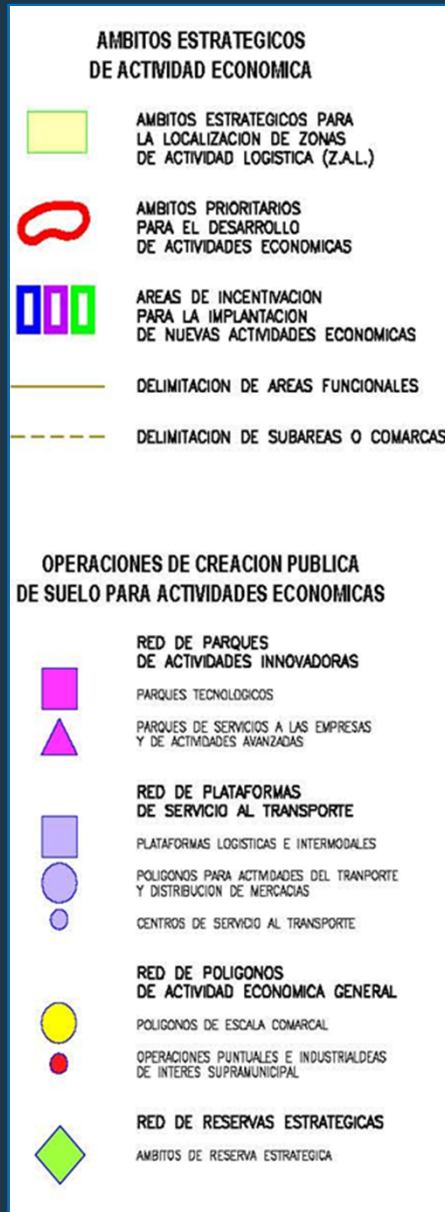 AMBITOS ESTRATEGICOS
DE ACTIVIDAD ECONOMICA
AMBITOS ESTRATEGICOS PARA
LA LOCALIZACION DE ZONAS
DE ACTIVIDAD LOGISTICA (Z.A.L.)
AMBITOS PRIORITARIOS
PARA EL DESARROLLO
DE ACTIVIDADES ECONOMICAS
AREAS DE INCENTIVACION
PARA LA IMPLANTACION
DE NUEVAS ACTIVIDADES ECONOMICAS
DELIMITACION DE AREAS FUNCIONALES
DELIMITACION DE SUBAREAS O COMARCAS
OPERACIONES DE CREACION PUBLICA
DE SUELO PARA ACTIVIDADES ECONOMICAS
RED DE PARQUES
DE ACTIVIDADES INNOVADORAS
PARQUES TECNOLOGICOS
PARQUES DE SERVICIOS A LAS EMPRESAS
Y DE ACTIVIDADES AVANZADAS
RED DE PLATAFORMAS
DE SERVICIO AL TRANSPORTE
PLATAFORMAS LOGISTICAS E INTERMODALES
POLIGONOS PARA ACTIVIDADES DEL TRANPORTE
Y DISTRIBUCION DE MERCACIAS
CENTROS DE SERVICIO AL TRANSPORTE
RED DE POLIGONOS
DE ACTIVIDAD ECONOMICA GENERAL
POLIGONOS DE ESCALA COMARCAL
OPERACIONES PUNTUALES E INDUSTRIALDEAS
DE INTERES SUPRAMUNICIPAL
RED DE RESERVAS ESTRATEGICAS
AMBITOS DE RESERVA ESTRATEGICA